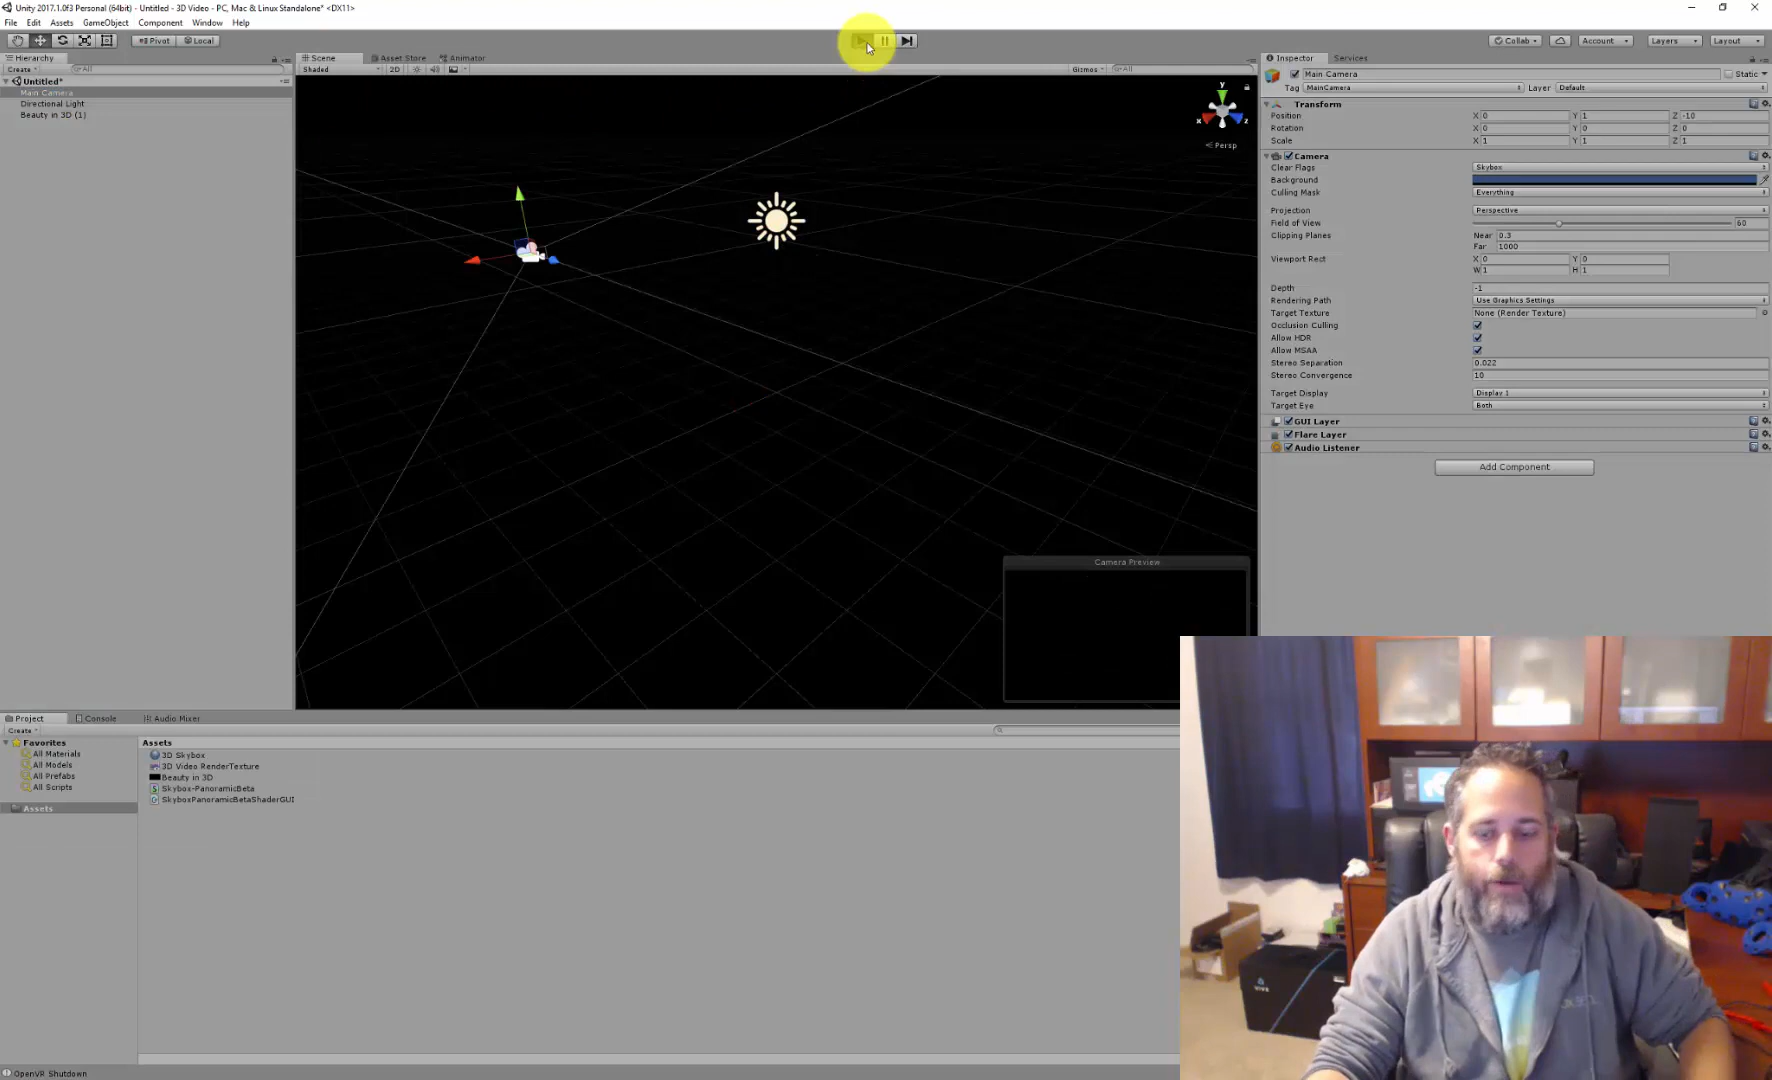 Unity 2017.1.0f3 Personal (64bit) - Untitled - 3D Video - PC, Mac & Linux Standalone* <DX11>
File Edit Assets GameObject Component Window Help
Pivot Local Collab Account Layers Layout
Hierarchy
Create All
Untitled*
Main Camera
Directional Light
Beauty in 3D (1)
Scene Asset Store Animator
Shaded 2D Gizmos All
y
x z
Persp
Camera Preview
Inspector Services
Main Camera Static
Tag MainCamera Layer Default
Transform
Position X 0 Y 1 Z -10
Rotation X 0 Y 0 Z 0
Scale X 1 Y 1 Z 1
Camera
Clear Flags Skybox
Background
Culling Mask Everything
Projection Perspective
Field of View 60
Clipping Planes Near 0.3
Far 1000
Viewport Rect X 0 Y 0
W 1 H 1
Depth -1
Rendering Path Use Graphics Settings
Target Texture None (Render Texture)
Occlusion Culling
Allow HDR
Allow MSAA
Stereo Separation 0.022
Stereo Convergence 10
Target Display Display 1
Target Eye Both
GUI Layer
Flare Layer
Audio Listener
Add Component
Project Console Audio Mixer
Create
Favorites
All Materials
All Models
All Prefabs
All Scripts
Assets
Assets
3D Skybox
3D Video RenderTexture
Beauty in 3D
Skybox-PanoramicBeta
SkyboxPanoramicBetaShaderGUI
OpenVR Shutdown
VIVE